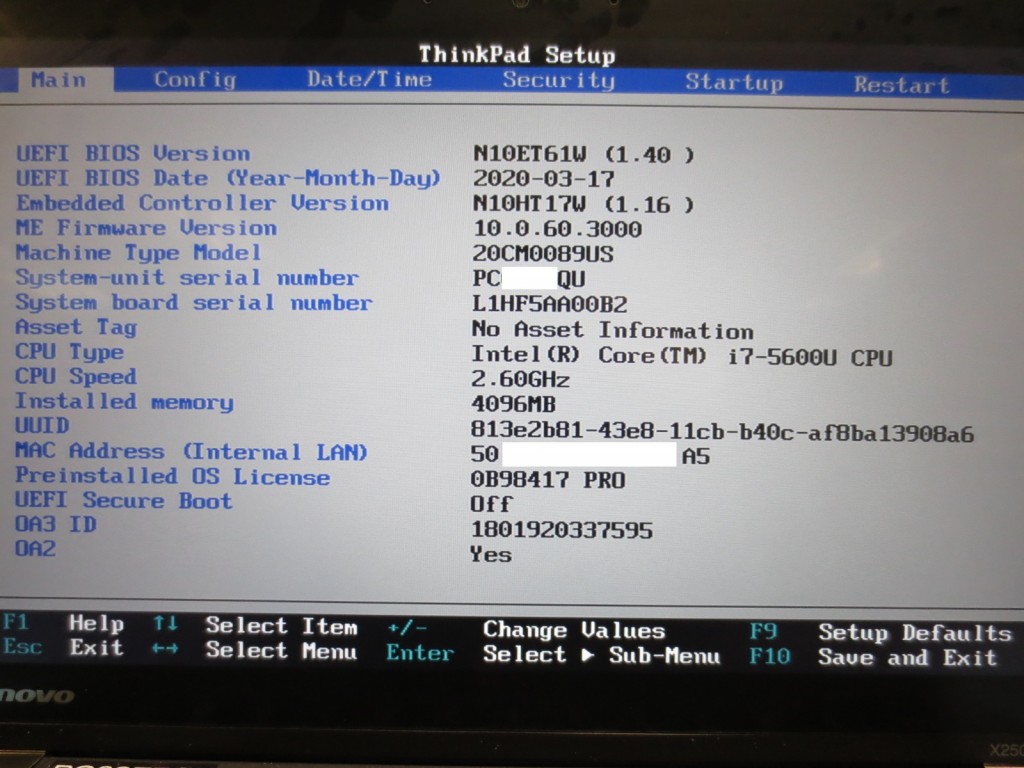 ThinkPad Setup
Main Config Date/Time Security Startup Restart
UEFI BIOS Version N10ET61W (1.40 )
UEFI BIOS Date (Year-Month-Day) 2020-03-17
Embedded Controller Version N10HT17W (1.16 )
ME Firmware Version 10.0.60.3000
Machine Type Model 20CM0089US
System-unit serial number PC QU
System board serial number L1HF5AA00B2
Asset Tag No Asset Information
CPU Type Intel(R) Core(TM) i7-5600U CPU
CPU Speed 2.60GHz
Installed memory 4096MB
UUID 813e2b81-43e8-11cb-b40c-af8ba13908a6
MAC Address (Internal LAN) 50 A5
Preinstalled OS License 0B98417 PRO
UEFI Secure Boot Off
OA3 ID 1801920337595
OA2 Yes
F1 Help ↑↓ Select Item +/- Change Values F9 Setup Defaults
Esc Exit ←→ Select Menu Enter Select ▶ Sub-Menu F10 Save and Exit
novo
X250